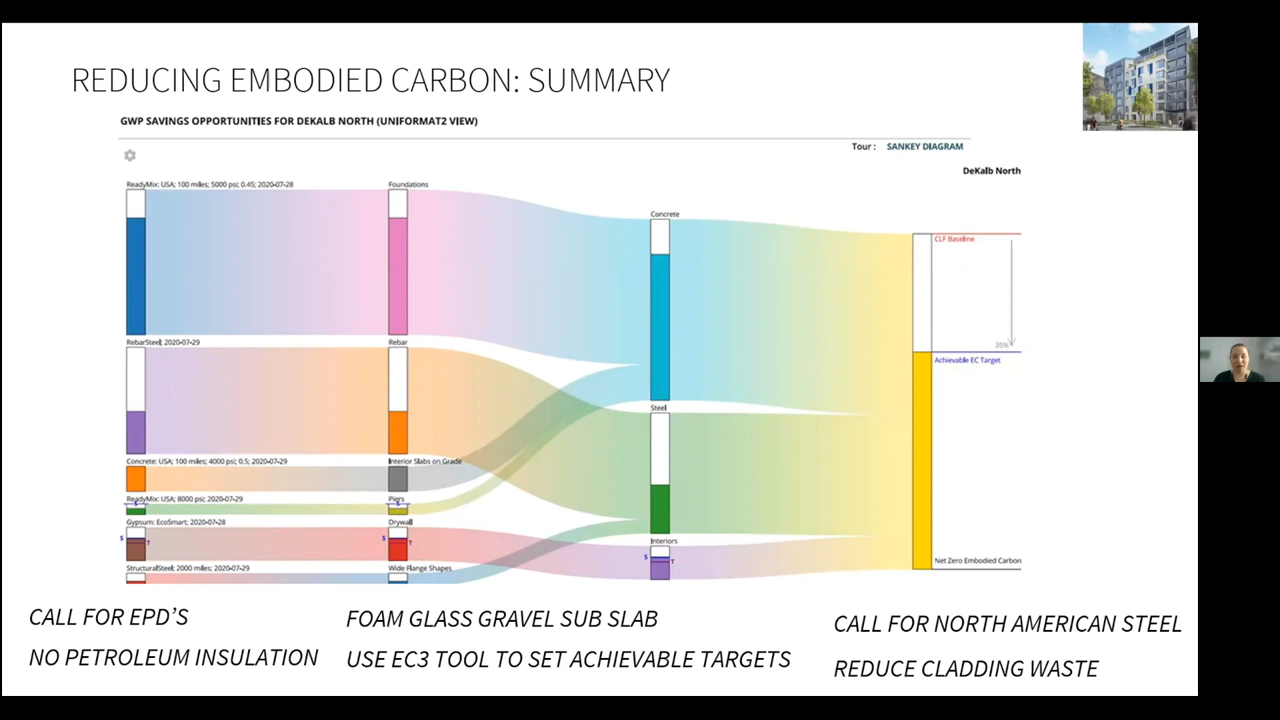 REDUCING EMBODIED CARBON: SUMMARY
GWP SAVINGS OPPORTUNITIES FOR DEKALB NORTH (UNIFORMAT2 VIEW)
Tour : SANKEY DIAGRAM
DeKalb North
ReadyMix: USA; 100 miles; 5000 psi; 0.45; 2020-07-28
Foundations
Concrete
CLF Baseline
35%
Achievable EC Target
RebarSteel; 2020-07-29
Rebar
Steel
Concrete: USA; 100 miles; 4000 psi; 0.5; 2020-07-29
Interior Slabs on Grade
ReadyMix: USA; 8000 psi; 2020-07-29
Piers
S
S
Gypsum: EcoSmart; 2020-07-28
Drywall
S T
S T
Interiors
S T
StructuralSteel; 2000 miles; 2020-07-29
Wide Flange Shapes
Net Zero Embodied Carbon
CALL FOR EPD'S
NO PETROLEUM INSULATION
FOAM GLASS GRAVEL SUB SLAB
USE EC3 TOOL TO SET ACHIEVABLE TARGETS
CALL FOR NORTH AMERICAN STEEL
REDUCE CLADDING WASTE